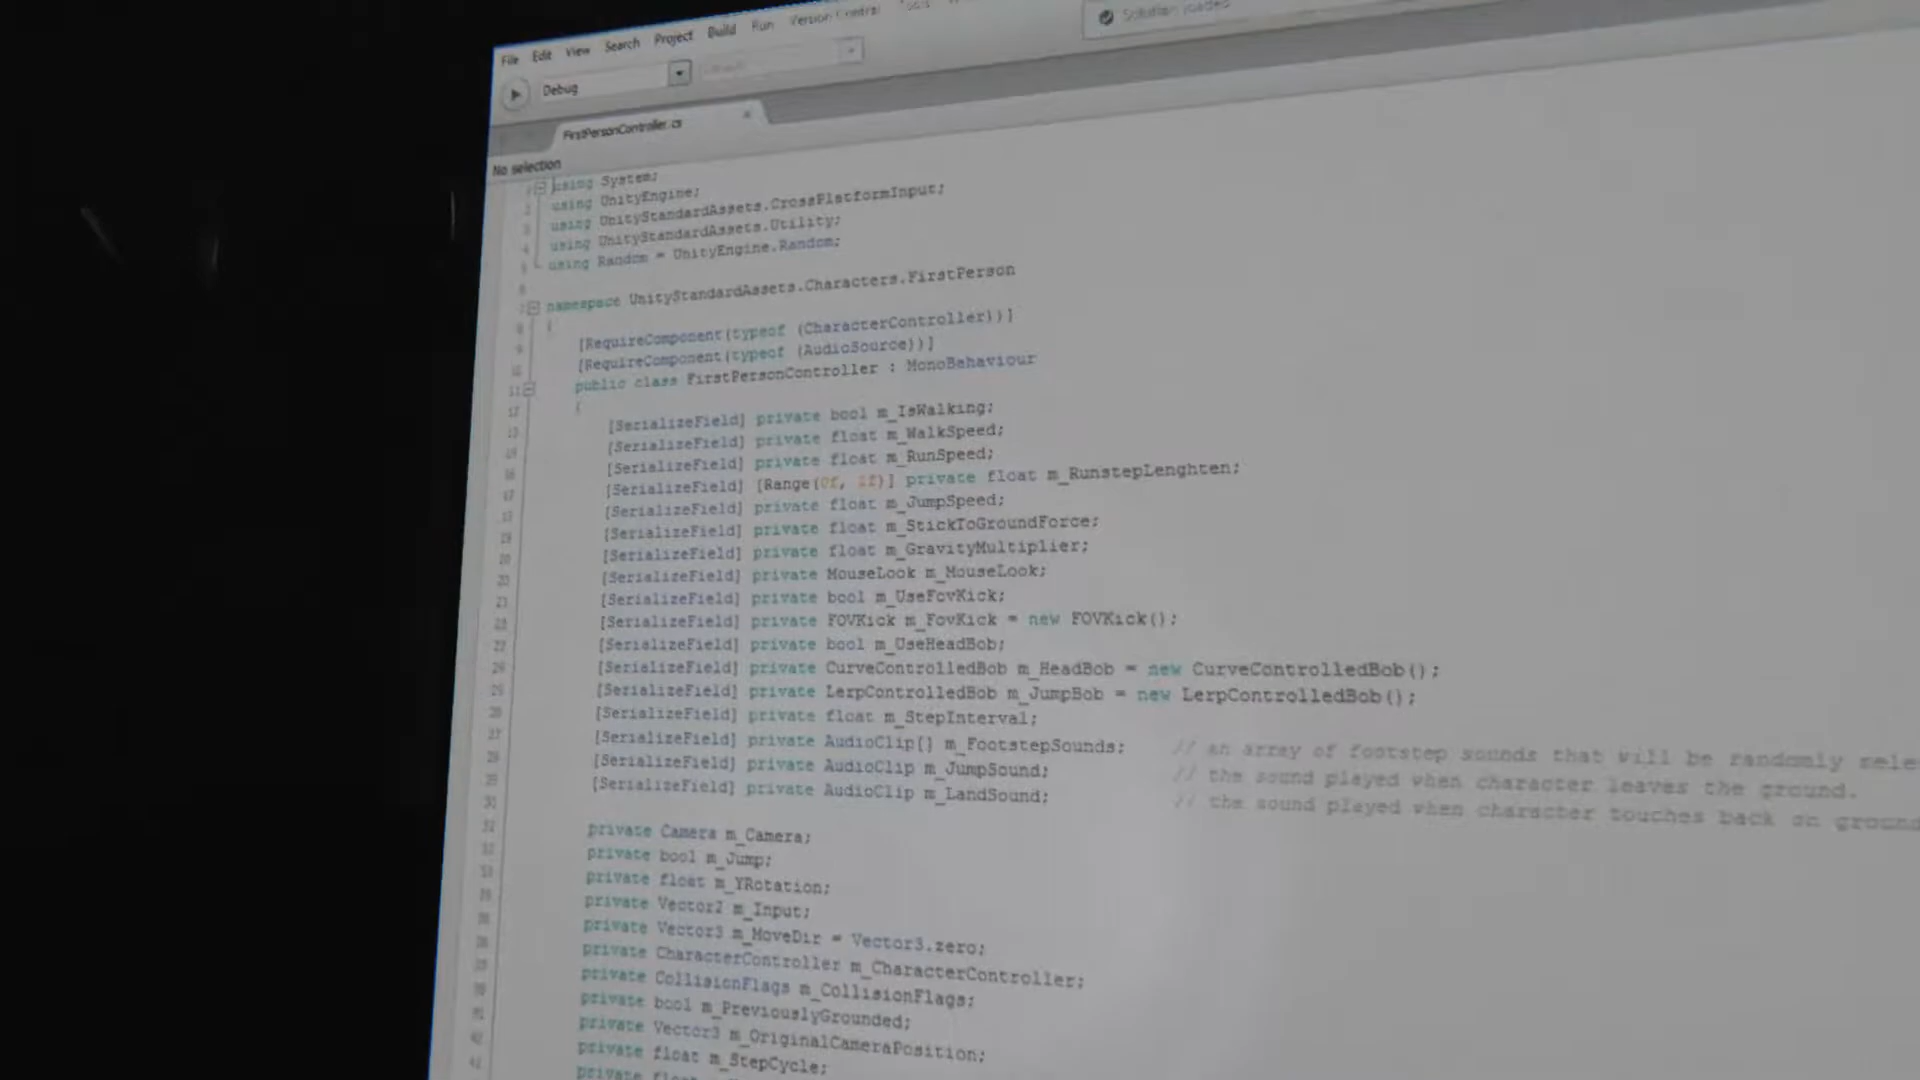 File Edit View Search Project Build Run Version Control Tools
Solution loaded
Debug
FirstPersonController.cs
No selection
using System;
using UnityEngine;
using UnityStandardAssets.CrossPlatformInput;
using UnityStandardAssets.Utility;
using Random = UnityEngine.Random;
namespace UnityStandardAssets.Characters.FirstPerson
{
[RequireComponent(typeof (CharacterController))]
[RequireComponent(typeof (AudioSource))]
public class FirstPersonController : MonoBehaviour
{
[SerializeField] private bool m_IsWalking;
[SerializeField] private float m_WalkSpeed;
[SerializeField] private float m_RunSpeed;
[SerializeField] [Range(0f, 1f)] private float m_RunstepLenghten;
[SerializeField] private float m_JumpSpeed;
[SerializeField] private float m_StickToGroundForce;
[SerializeField] private float m_GravityMultiplier;
[SerializeField] private MouseLook m_MouseLook;
[SerializeField] private bool m_UseFovKick;
[SerializeField] private FOVKick m_FovKick = new FOVKick();
[SerializeField] private bool m_UseHeadBob;
[SerializeField] private CurveControlledBob m_HeadBob = new CurveControlledBob();
[SerializeField] private LerpControlledBob m_JumpBob = new LerpControlledBob();
[SerializeField] private float m_StepInterval;
[SerializeField] private AudioClip[] m_FootstepSounds; // an array of footstep sounds that will be randomly sele
[SerializeField] private AudioClip m_JumpSound; // the sound played when character leaves the ground.
[SerializeField] private AudioClip m_LandSound; // the sound played when character touches back on ground
private Camera m_Camera;
private bool m_Jump;
private float m_YRotation;
private Vector2 m_Input;
private Vector3 m_MoveDir = Vector3.zero;
private CharacterController m_CharacterController;
private CollisionFlags m_CollisionFlags;
private bool m_PreviouslyGrounded;
private Vector3 m_OriginalCameraPosition;
private float m_StepCycle;
private float